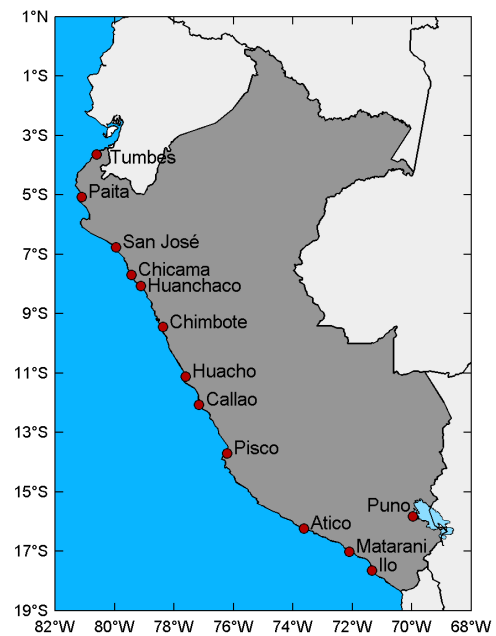 1°N
1°S
3°S
Tumbes
5°S
Paita
7°S
San José
Chicama
Huanchaco
9°S
Chimbote
11°S
Huacho
Callao
13°S
Pisco
15°S
Puno
Atico
17°S
Matarani
Ilo
19°S
82°W 80°W 78°W 76°W 74°W 72°W 70°W 68°W